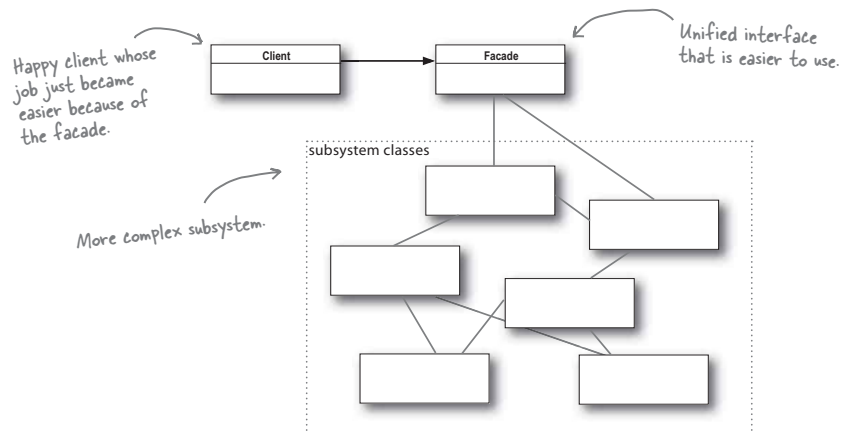 Happy client whose
job just became
easier because of
the facade.
Client
Facade
Unified interface
that is easier to use.
subsystem classes
More complex subsystem.